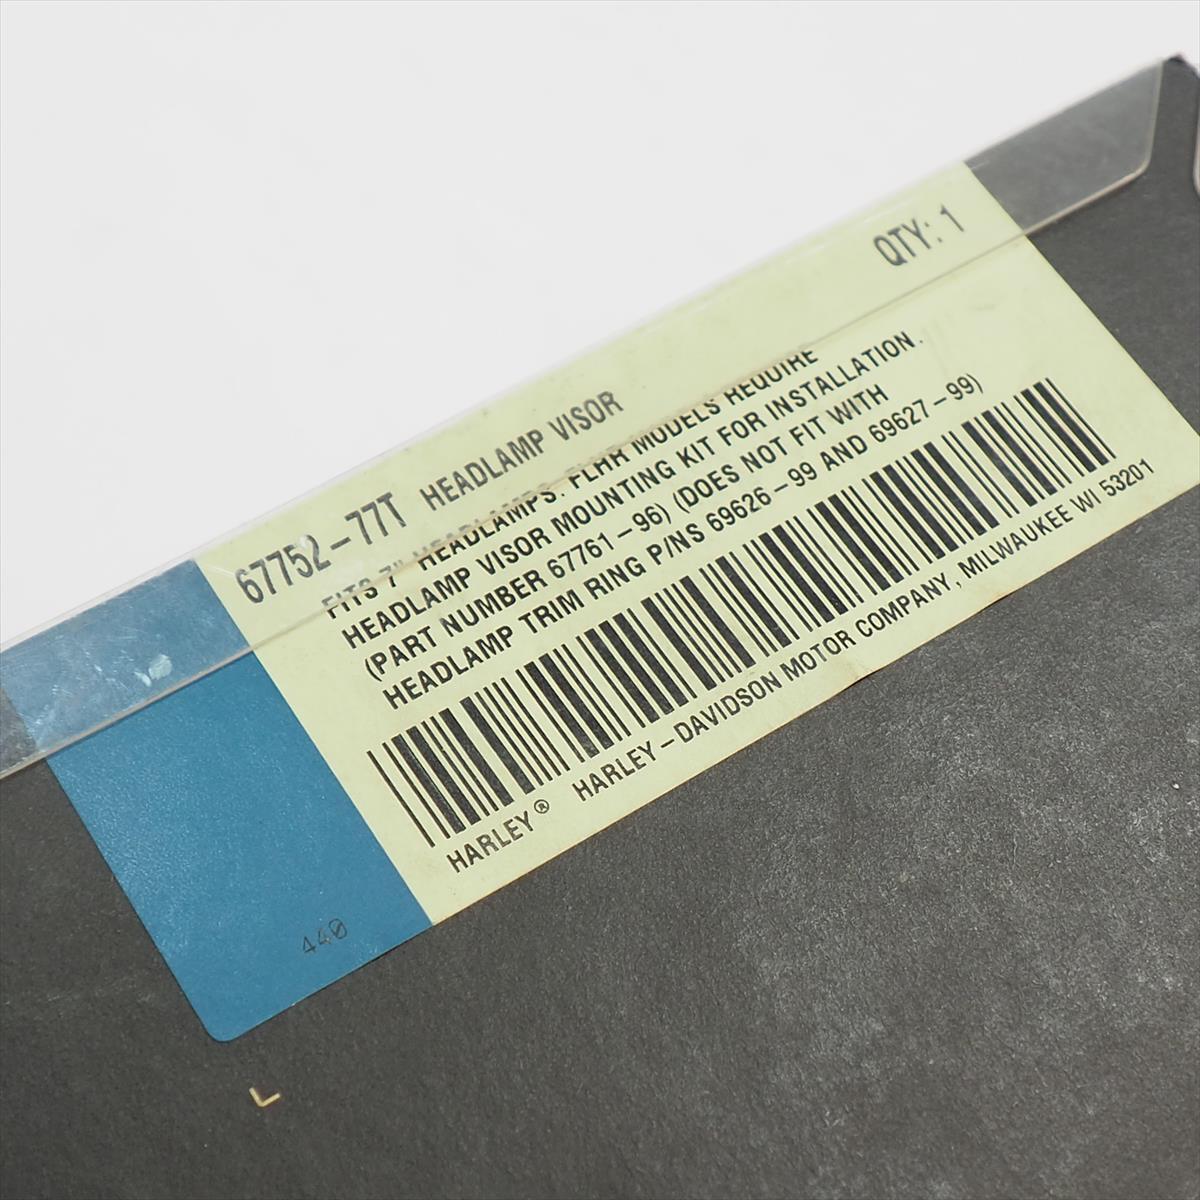 67752-77T HEADLAMP VISOR QTY: 1
FITS 7" HEADLAMPS. FLHR MODELS REQUIRE
HEADLAMP VISOR MOUNTING KIT FOR INSTALLATION.
(PART NUMBER 67761-96) (DOES NOT FIT WITH
HEADLAMP TRIM RING P/NS 69626-99 AND 69627-99)
HARLEY® HARLEY-DAVIDSON MOTOR COMPANY, MILWAUKEE WI 53201
440